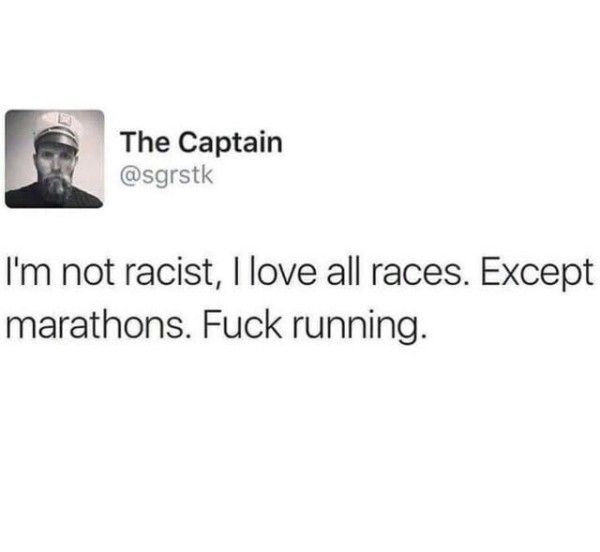 The Captain
@sgrstk
I'm not racist, I love all races. Except
marathons. Fuck running.